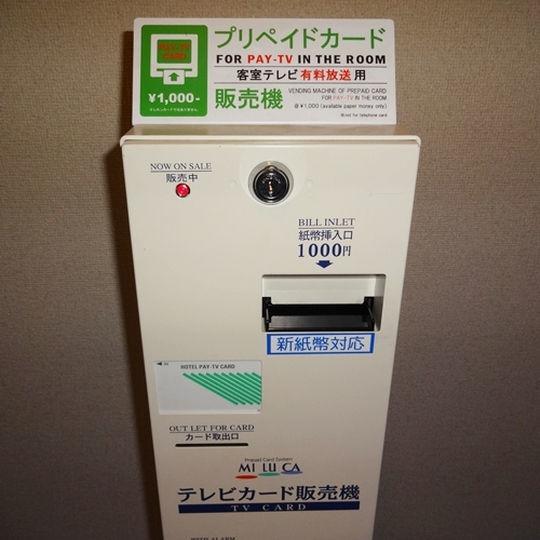 プリペイドカード
PAY-TV
CARD
FOR PAY-TV IN THE ROOM
客室テレビ有料放送用
¥1,000-
販売機
VENDING MACHINE OF PREPAID CARD
FOR PAY-TV IN THE ROOM
@ ¥1,000 (available paper money only)
NOW ON SALE
販売中
BILL INLET
紙幣挿入口
1000円
新紙幣対応
HOTEL PAY-TV CARD
OUT LET FOR CARD
カード取出口
Prepaid Card System
MI LU CA
テレビカード販売機
TV CARD